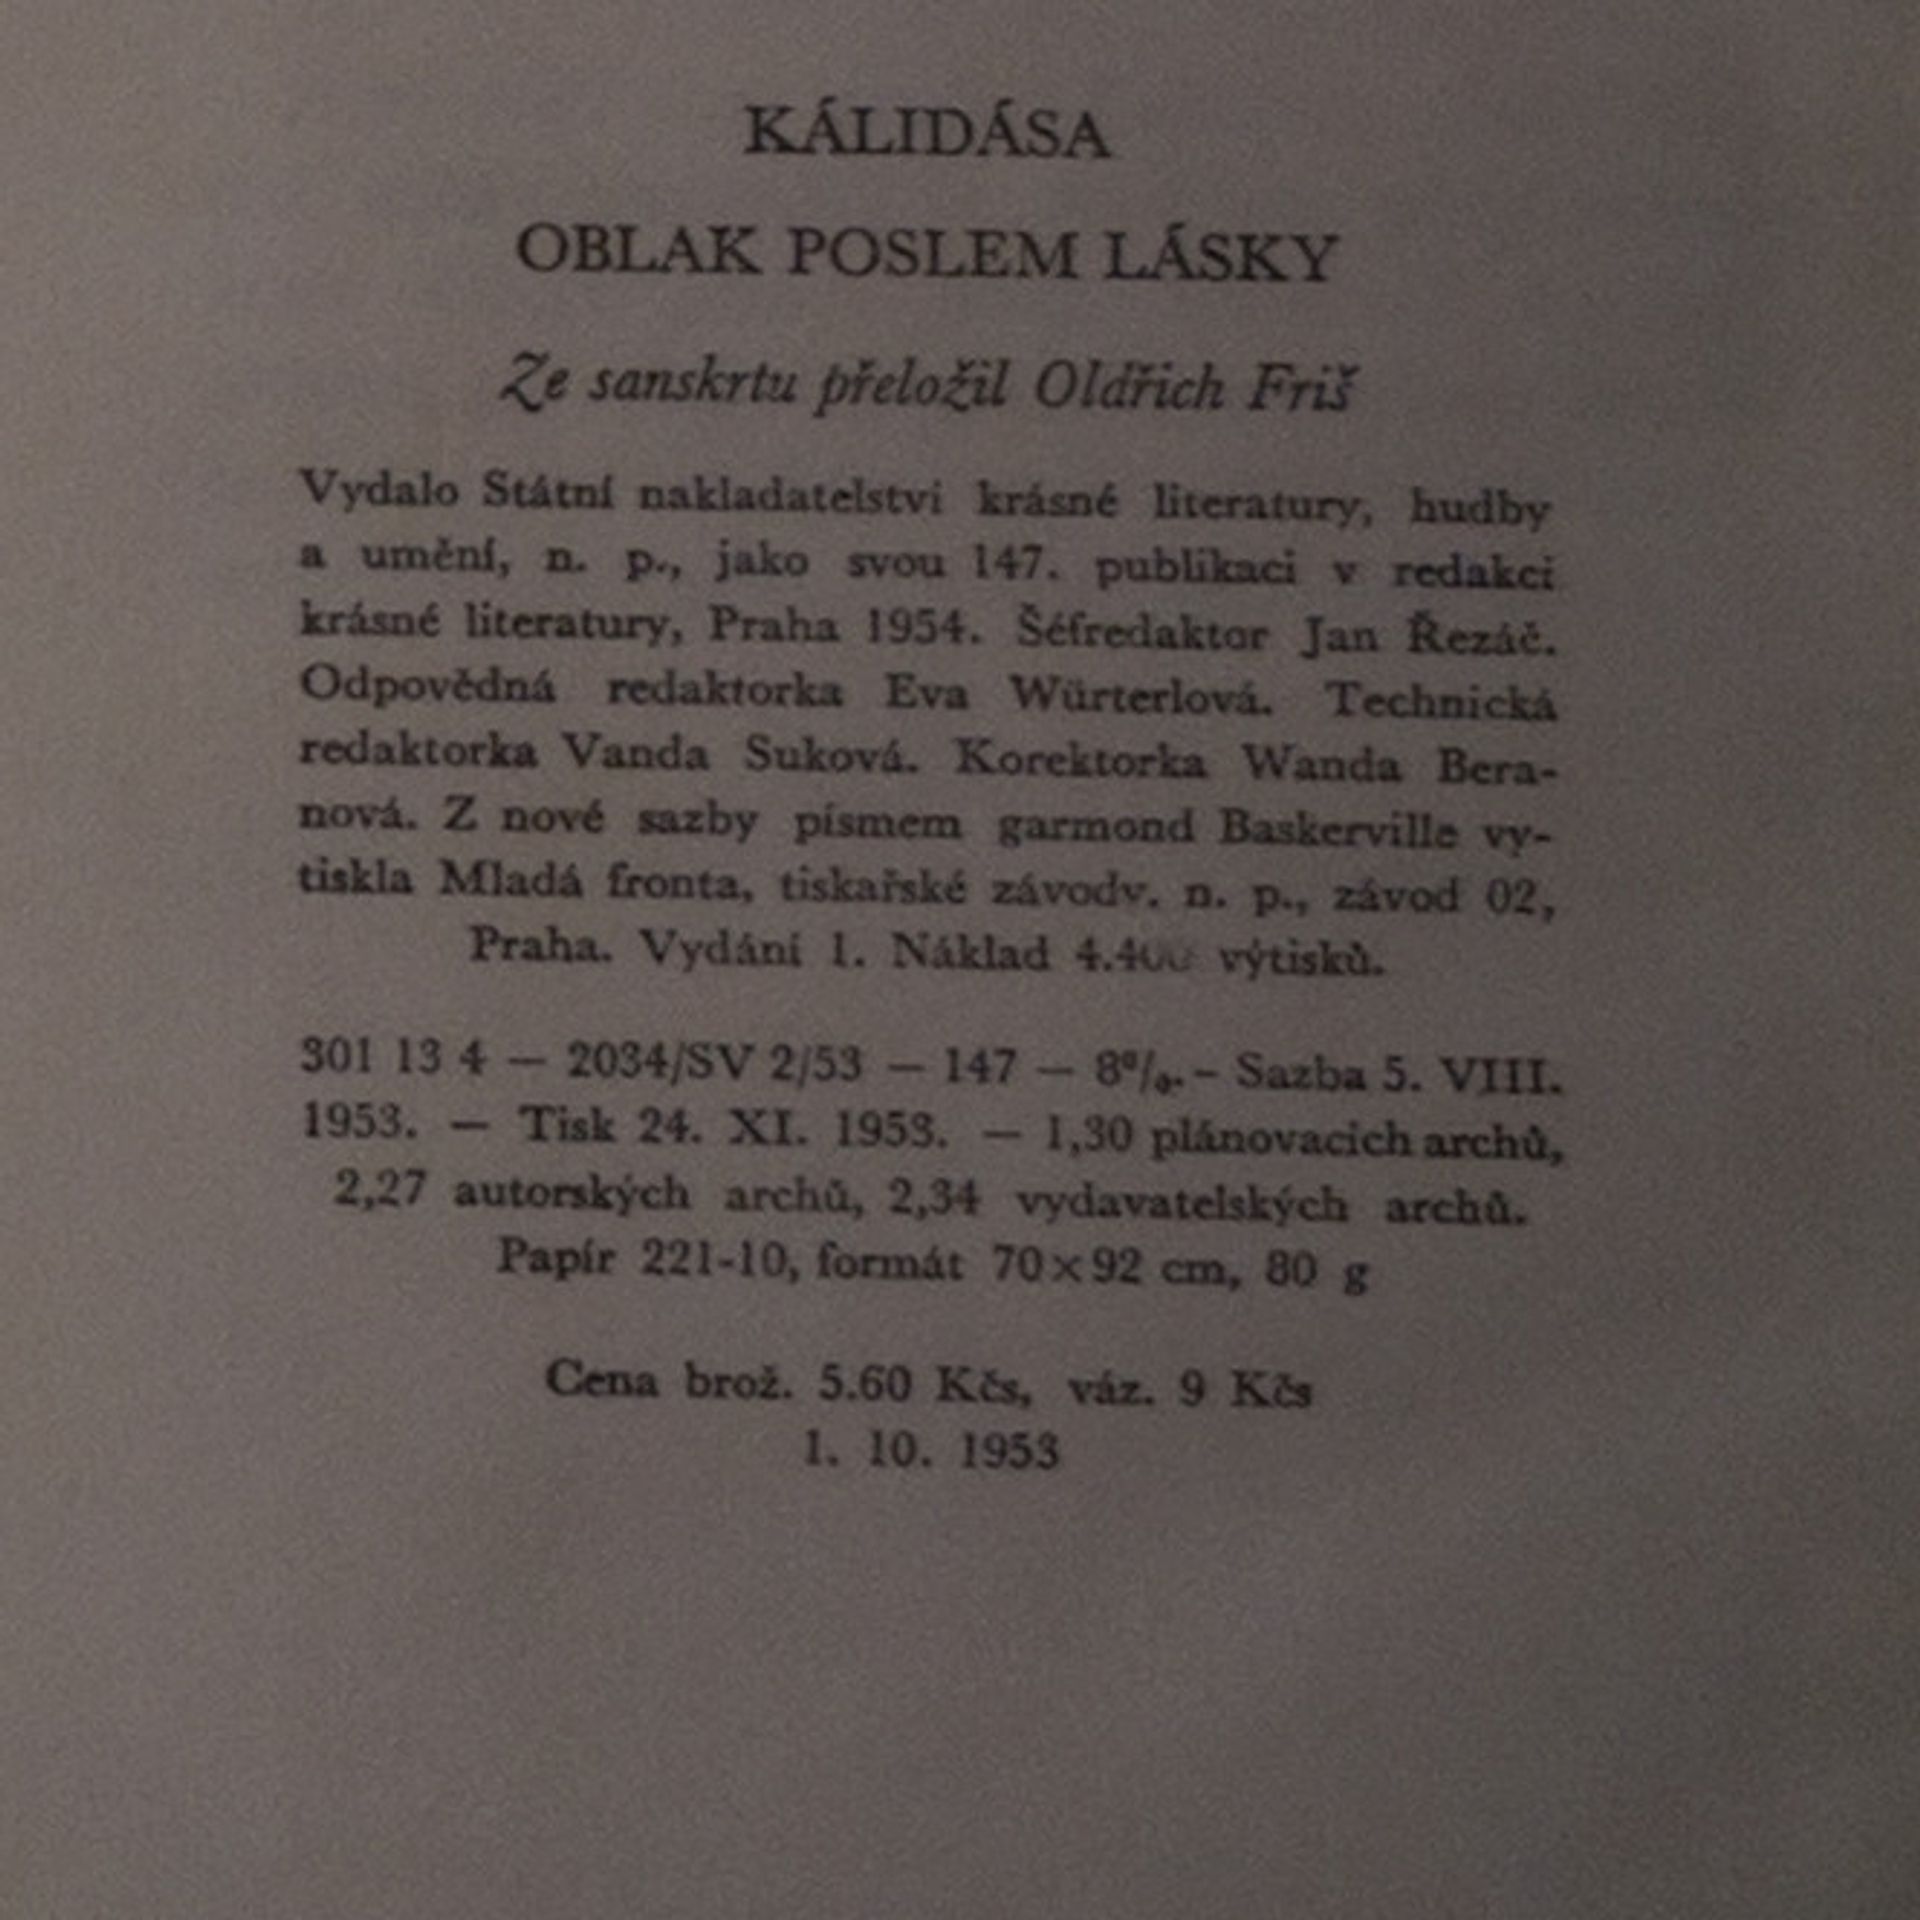 KÁLIDÁSA
OBLAK POSLEM LÁSKY
Ze sanskrtu přeložil Oldřich Friš
Vydalo Státní nakladatelství krásné literatury, hudby
a umění, n. p., jako svou 147. publikaci v redakci
krásné literatury, Praha 1954. Šéfredaktor Jan Řezáč.
Odpovědná redaktorka Eva Würterlová. Technická
redaktorka Vanda Suková. Korektorka Wanda Bera-
nová. Z nové sazby písmem garmond Baskerville vy-
tiskla Mladá fronta, tiskařské závody, n. p., závod 02,
Praha. Vydání 1. Náklad 4.400 výtisků.
301 13 4 — 2034/SV 2/53 — 147 — – Sazba 5. VIII.
1953. — Tisk 24. XI. 1953. — 1,30 plánovacích archů,
2,27 autorských archů, 2,34 vydavatelských archů.
Papír 221-10, formát 70×92 cm, 80 g
Cena brož. 5.60 Kčs, váz. 9 Kčs
1. 10. 1953